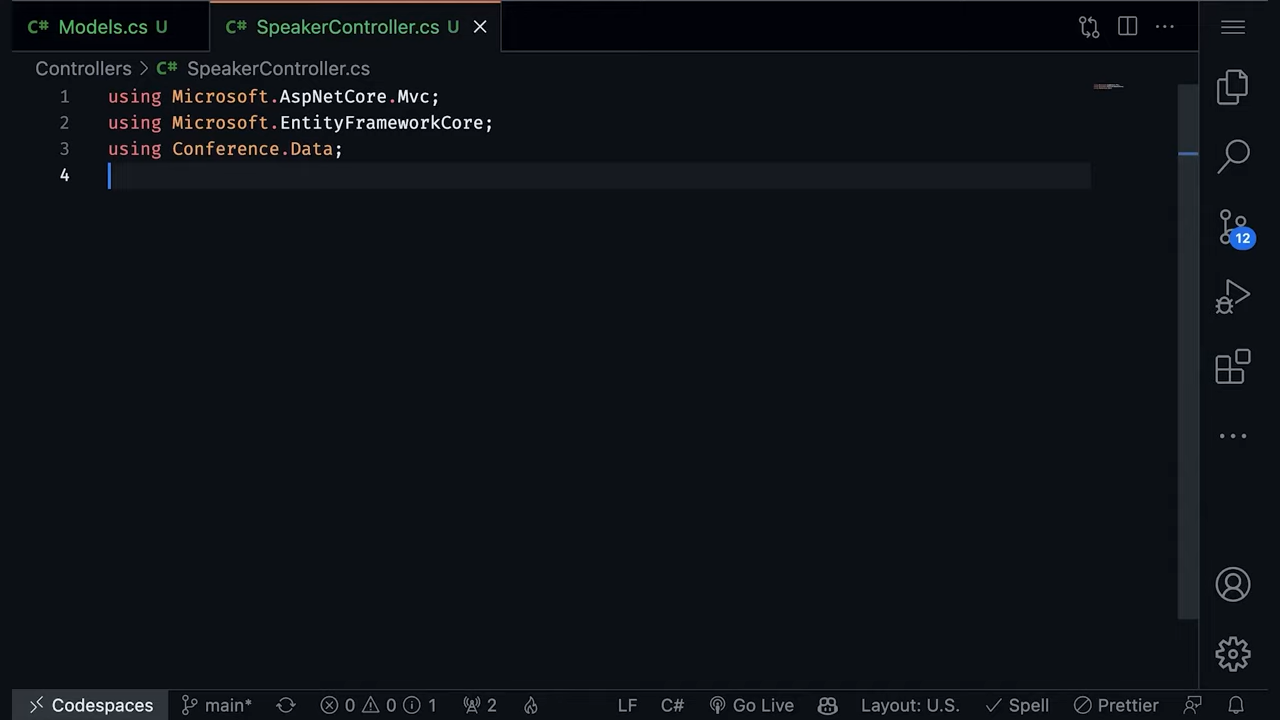 C# Models.cs U
C# SpeakerController.cs U
Controllers > C# SpeakerController.cs
1 using Microsoft.AspNetCore.Mvc;
2 using Microsoft.EntityFrameworkCore;
3 using Conference.Data;
4
12
Codespaces main* 0 0 1 2 LF C# Go Live Layout: U.S. Spell Prettier